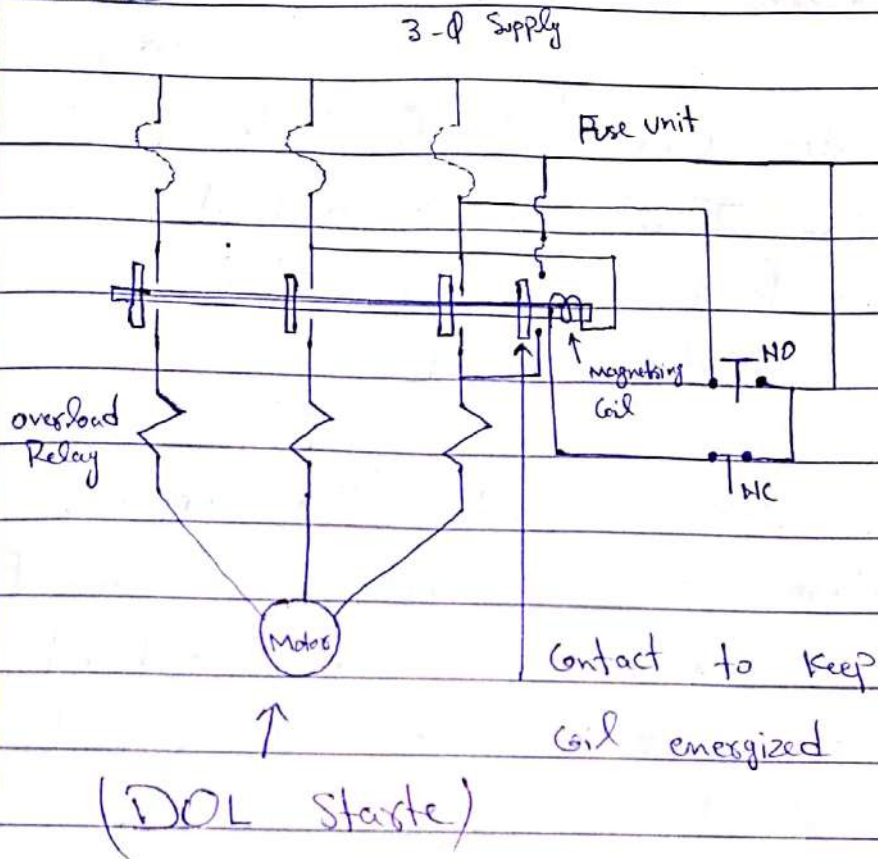 3-Φ Supply
Fuse unit
NO
Magnetising
Coil
overload
Relay
NC
Motor
Contact to Keep
Coil energized
(DOL Starte)